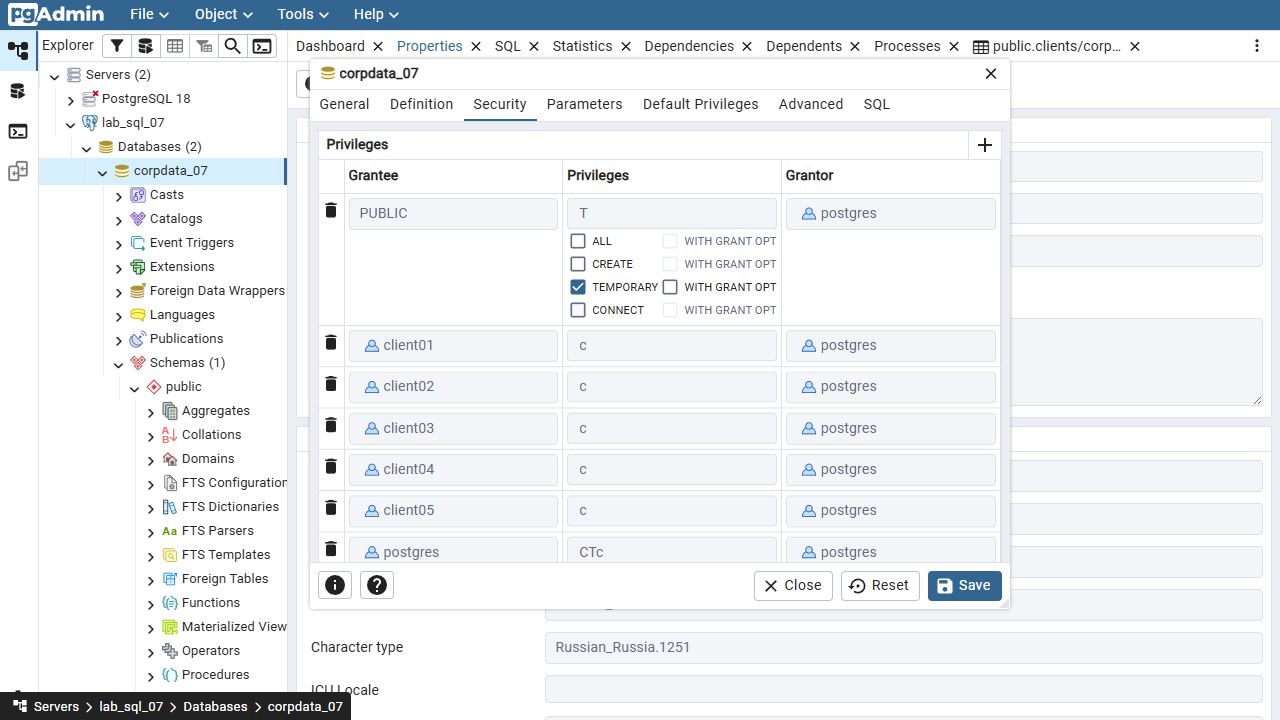 pgAdmin File Object Tools Help
Explorer
Dashboard Properties SQL Statistics Dependencies Dependents Processes public.clients/corp...
Servers (2)
PostgreSQL 18
lab_sql_07
Databases (2)
corpdata_07
Casts
Catalogs
Event Triggers
Extensions
Foreign Data Wrappers
Languages
Publications
Schemas (1)
public
Aggregates
Collations
Domains
FTS Configuration
FTS Dictionaries
Aa FTS Parsers
FTS Templates
Foreign Tables
Functions
Materialized View
Operators
Procedures
corpdata_07
General Definition Security Parameters Default Privileges Advanced SQL
Privileges
Grantee Privileges Grantor
PUBLIC T postgres
ALL WITH GRANT OPT
CREATE WITH GRANT OPT
TEMPORARY WITH GRANT OPT
CONNECT WITH GRANT OPT
client01 c postgres
client02 c postgres
client03 c postgres
client04 c postgres
client05 c postgres
postgres CTc postgres
Close Reset Save
Character type Russian_Russia.1251
ICU Locale
Servers > lab_sql_07 > Databases > corpdata_07